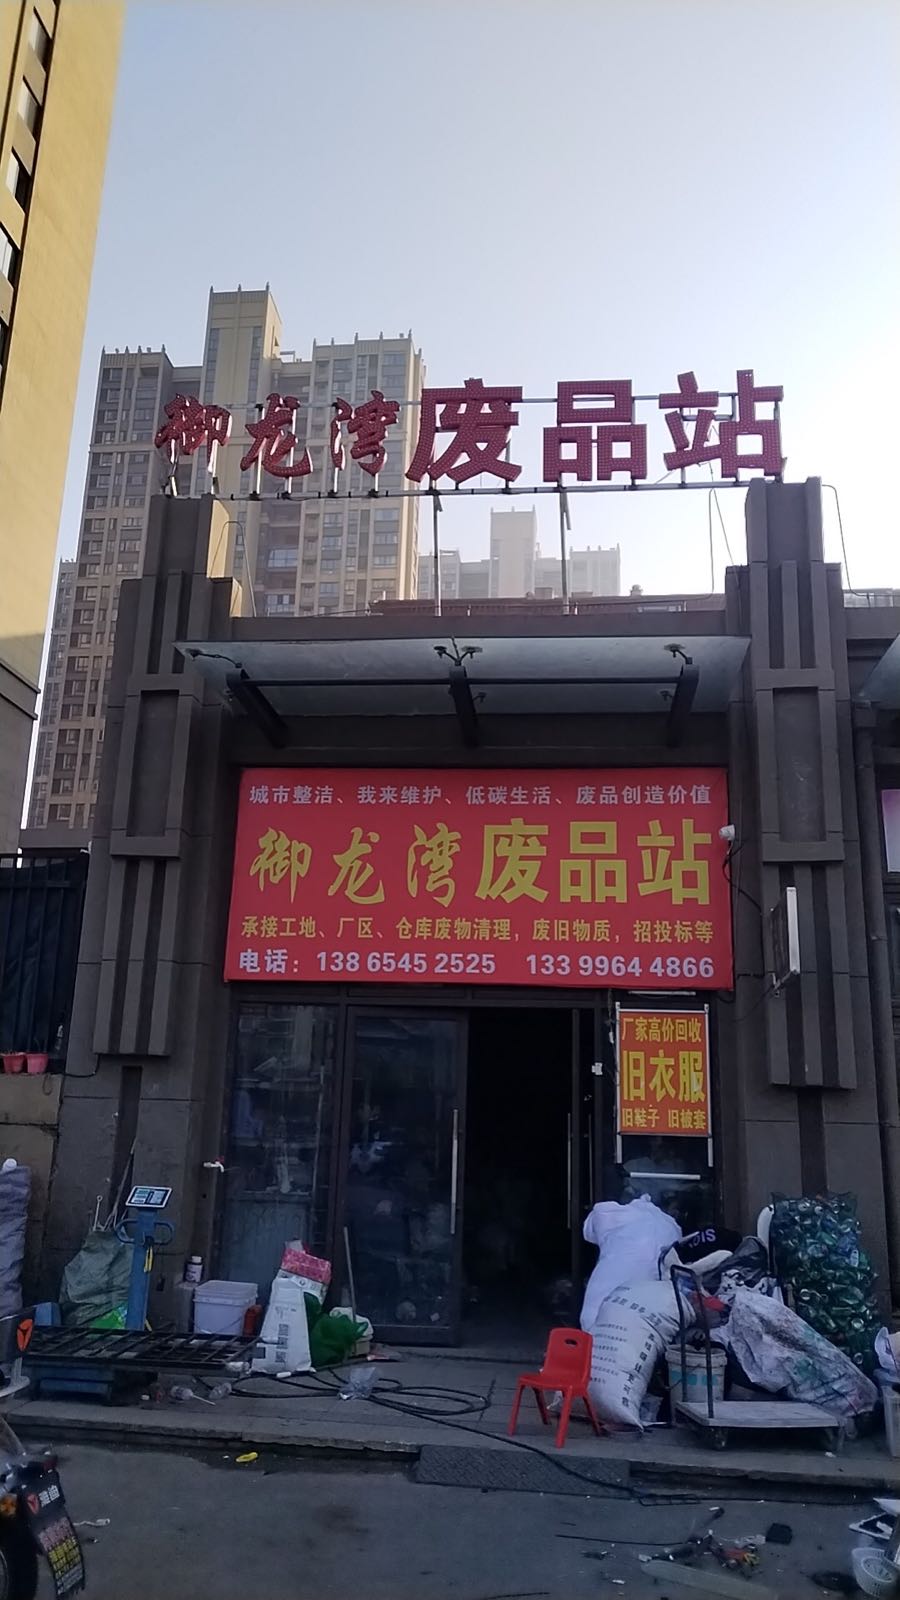 御龙湾废品站
城市整洁、我来维护、低碳生活、废品创造价值
御龙湾废品站
承接工地、厂区、仓库废物清理，废旧物质，招投标等
电话：138 6545 2525 133 9964 4866
厂家高价回收
旧衣服
旧鞋子 旧被套